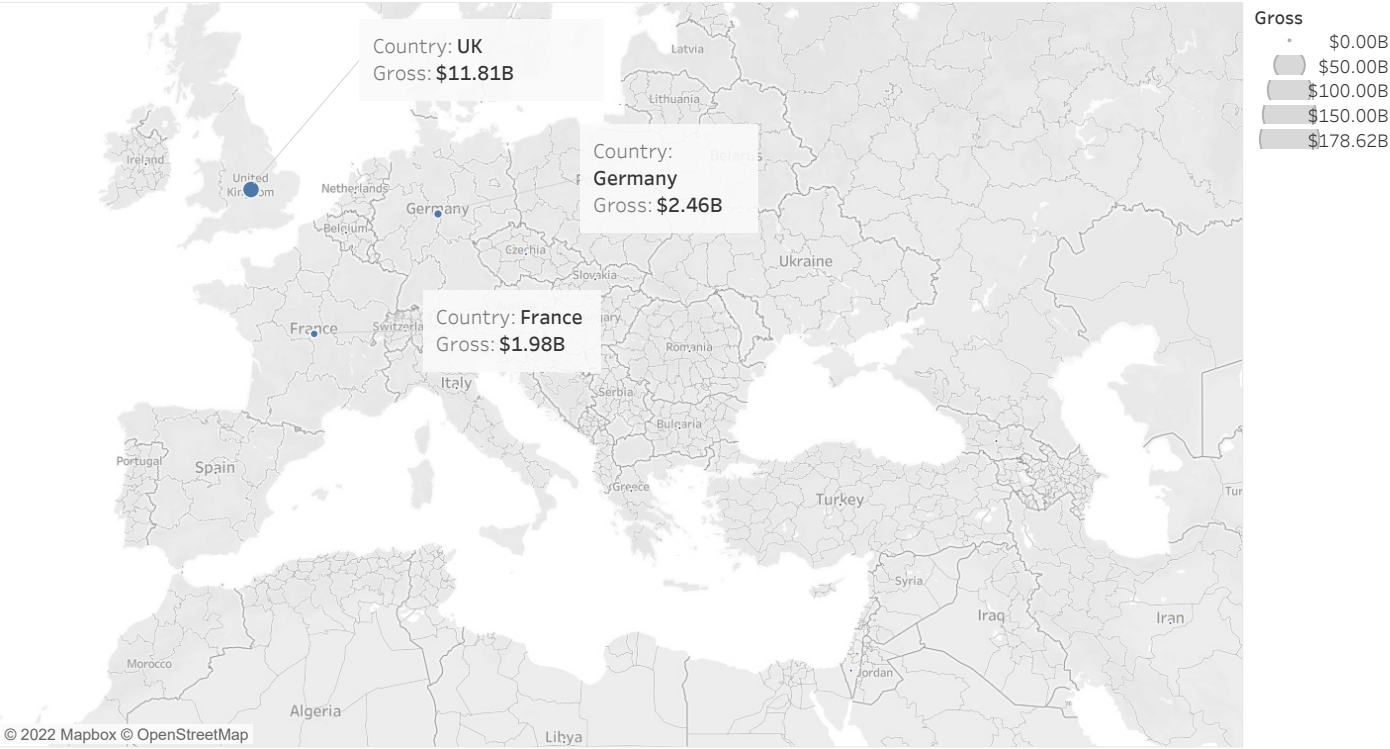 Country: UK
Gross: $11.81B
Country:
Germany
Gross: $2.46B
Country: France
Gross: $1.98B
Gross
$0.00B
$50.00B
$100.00B
$150.00B
$178.62B
Latvia
Lithuania
Belarus
Ireland
United
Kingdom
Netherlands
Germany
Belgium
Czechia
Slovakia
Ukraine
France
Romania
Italy
Serbia
Bulgaria
Portugal
Spain
Greece
Turkey
Syria
Iraq
Iran
Jordan
Morocco
Algeria
Libya
© 2022 Mapbox © OpenStreetMap